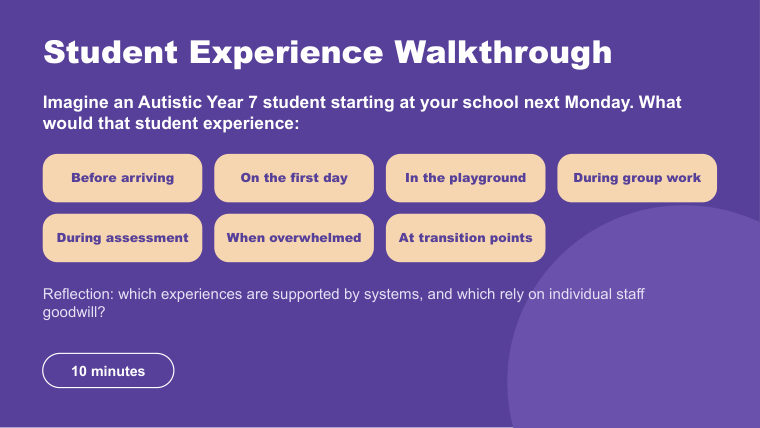 Student Experience Walkthrough
Imagine an Autistic Year 7 student starting at your school next Monday. What
would that student experience:
Before arriving
On the first day
In the playground
During group work
During assessment
When overwhelmed
At transition points
Reflection: which experiences are supported by systems, and which rely on individual staff
goodwill?
10 minutes